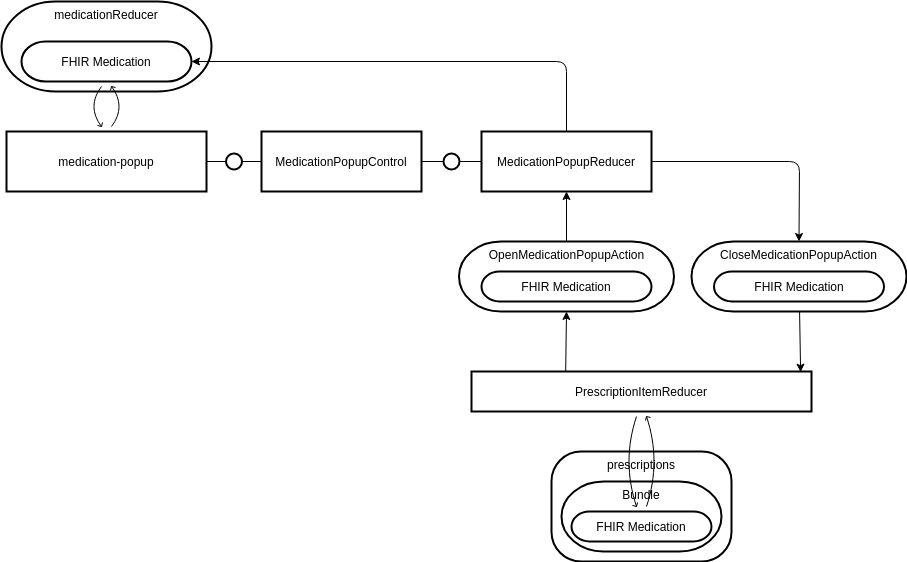 medicationReducer
FHIR Medication
medication-popup
MedicationPopupControl
MedicationPopupReducer
OpenMedicationPopupAction
FHIR Medication
CloseMedicationPopupAction
FHIR Medication
PrescriptionItemReducer
prescriptions
Bundle
FHIR Medication